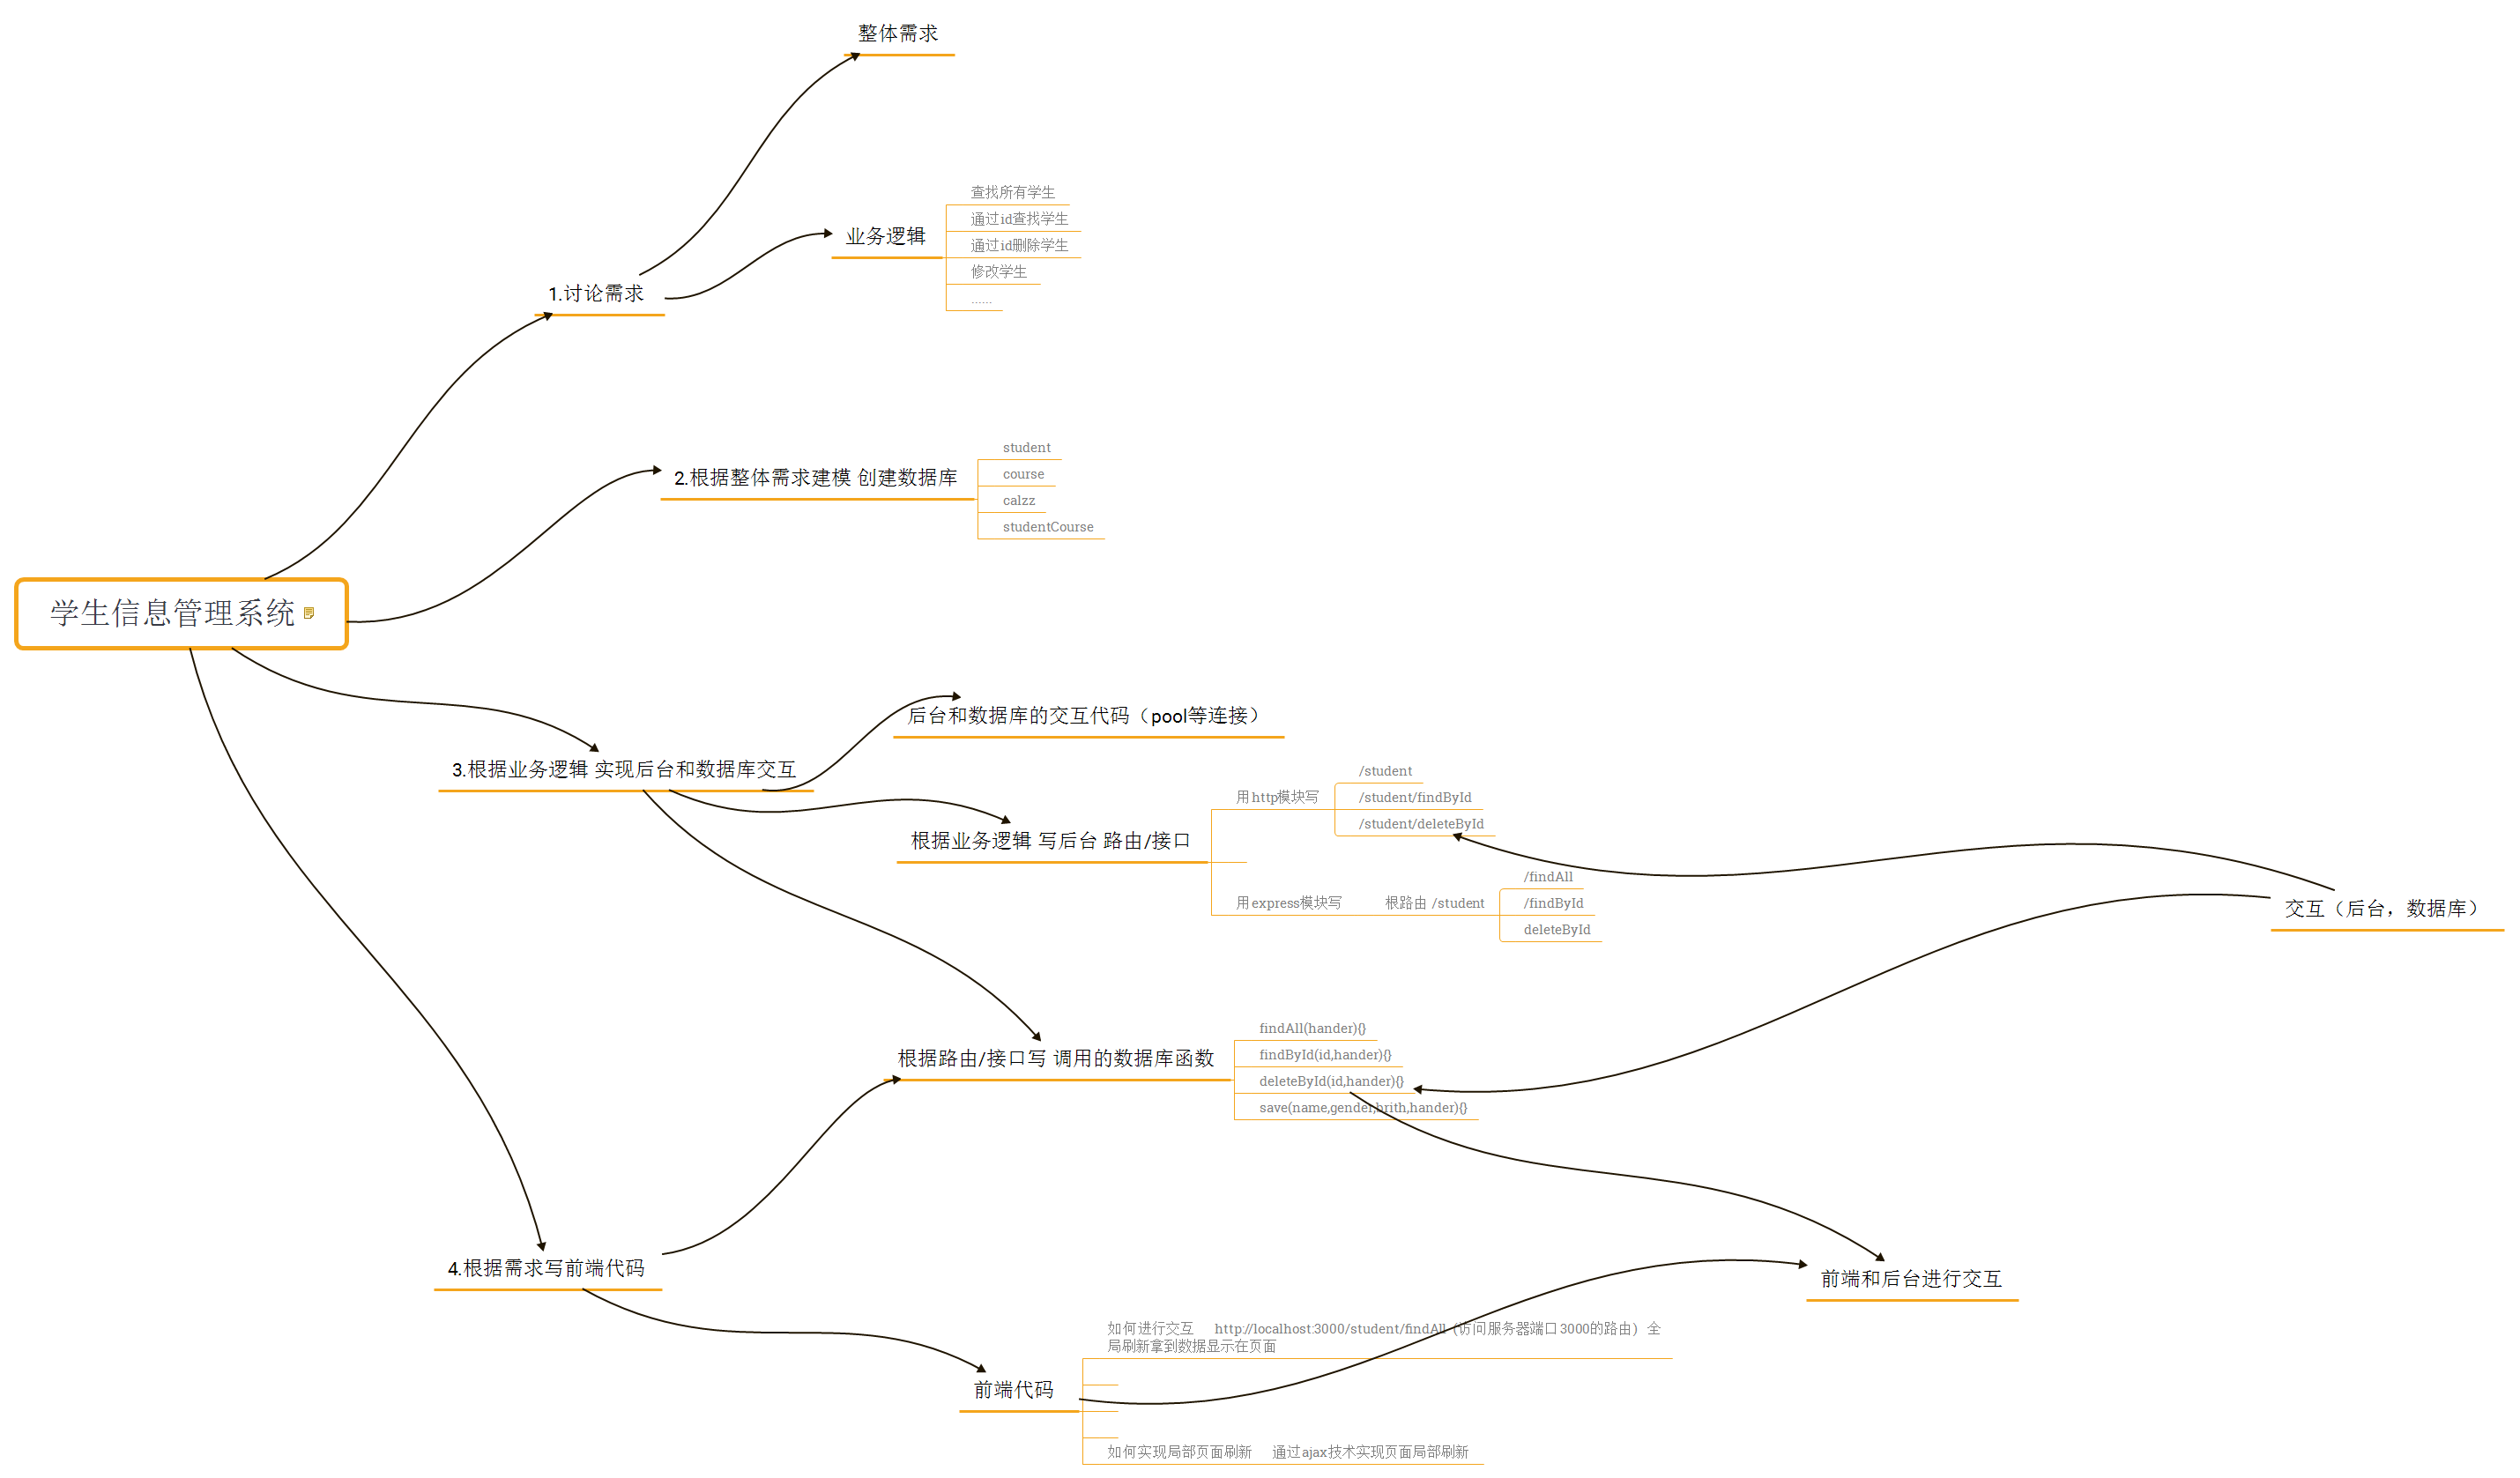 整体需求
查找所有学生
通过id查找学生
业务逻辑
通过id删除学生
修改学生
......
1.讨论需求
student
2.根据整体需求建模 创建数据库
course
calzz
studentCourse
学生信息管理系统
后台和数据库的交互代码（pool等连接）
3.根据业务逻辑 实现后台和数据库交互
/student
用http模块写
/student/findById
/student/deleteById
根据业务逻辑 写后台 路由/接口
/findAll
用express模块写
根路由 /student
/findById
deleteById
交互（后台，数据库）
findAll(hander){}
根据路由/接口写 调用的数据库函数
findById(id,hander){}
deleteById(id,hander){}
save(name,gender,brith,hander){}
4.根据需求写前端代码
前端和后台进行交互
如何进行交互 http://localhost:3000/student/findAll（访问服务器端口3000的路由）全
局刷新拿到数据显示在页面
前端代码
如何实现局部页面刷新 通过ajax技术实现页面局部刷新